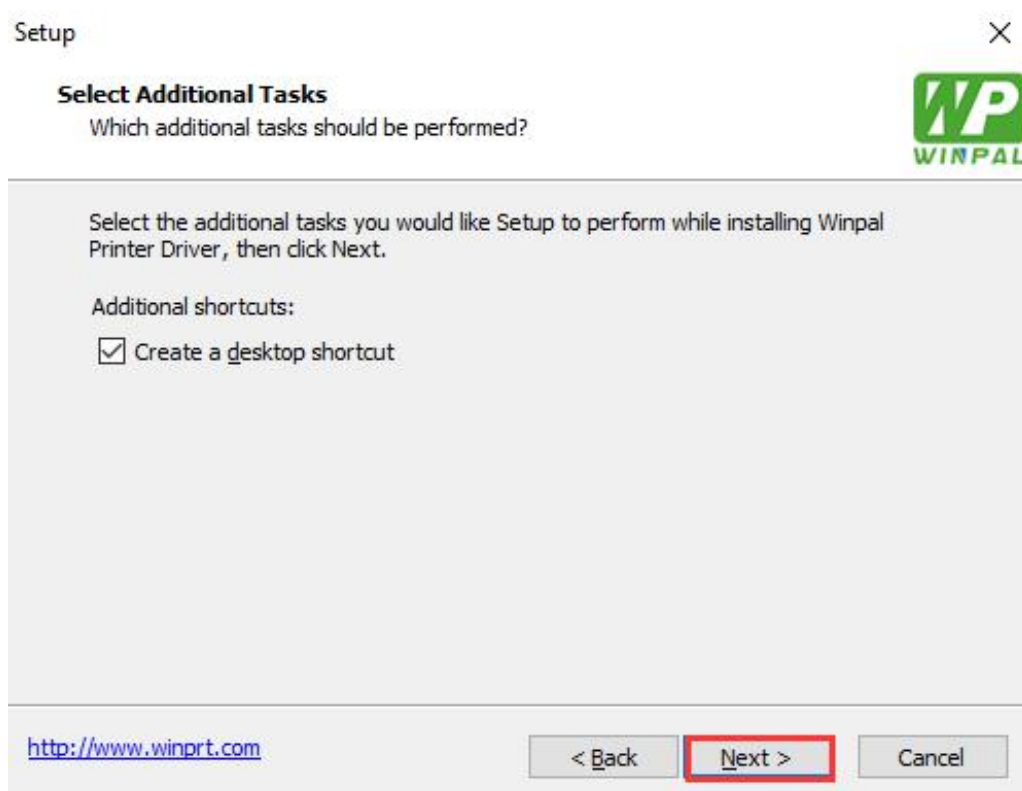 Setup
Select Additional Tasks
Which additional tasks should be performed?
WP
WINPAL
Select the additional tasks you would like Setup to perform while installing Winpal
Printer Driver, then click Next.
Additional shortcuts:
Create a desktop shortcut
http://www.winprt.com
< Back
Next >
Cancel